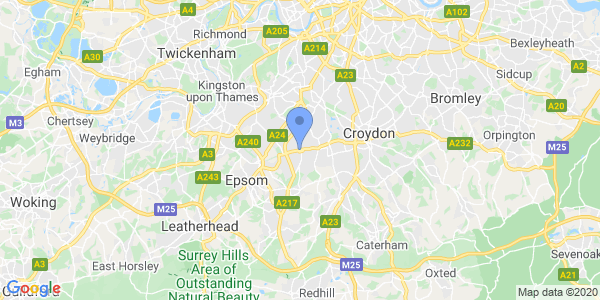 A4
A205
A102
Richmond
Bexleyheath
Twickenham
A214
A30
A2
Egham
A23
Sidcup
Kingston
upon Thames
Bromley
A20
M3
Chertsey
Weybridge
A24
A240
Croydon
A232
Orpington
M25
A3
A243
Epsom
Woking
M25
A217
Leatherhead
A23
Surrey Hills
Area of
Outstanding
Natural Beauty
Caterham
Sevenoaks
A3
East Horsley
M25
Oxted
A21
Redhill
Google
Map data ©2020